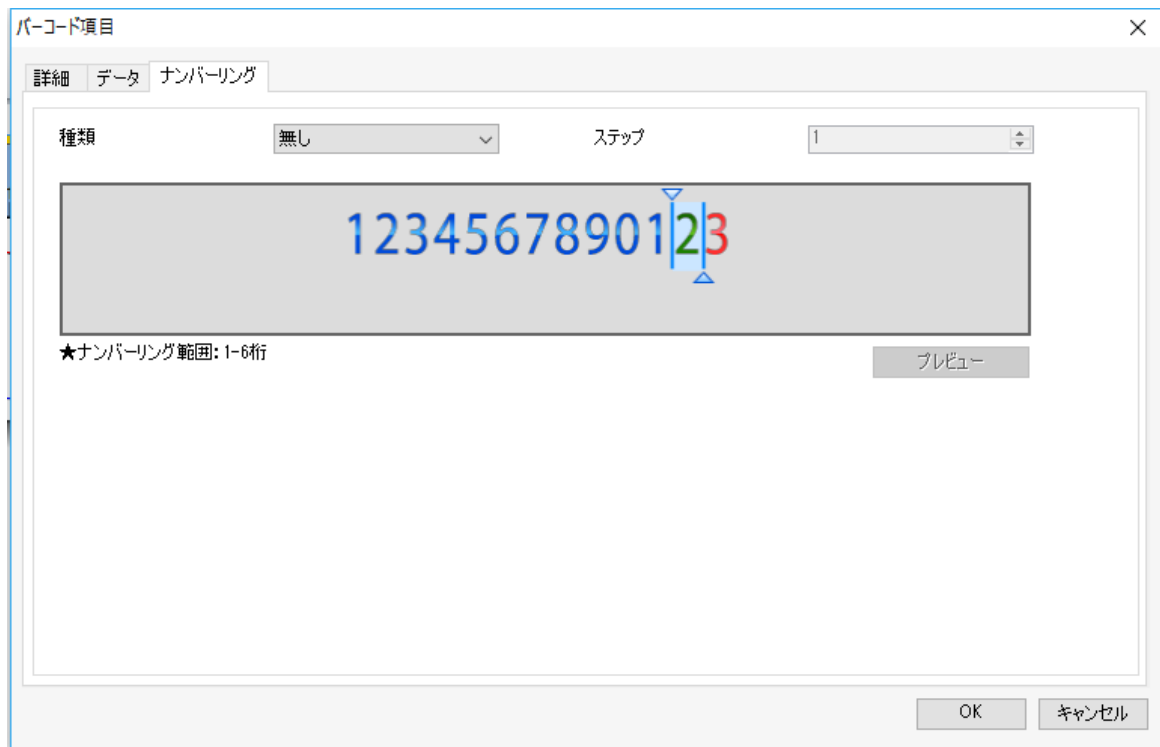 バーコード項目
詳細 データ ナンバーリング
種類 無し ステップ 1
1234567890123
★ナンバーリング範囲: 1-6桁
プレビュー
OK キャンセル